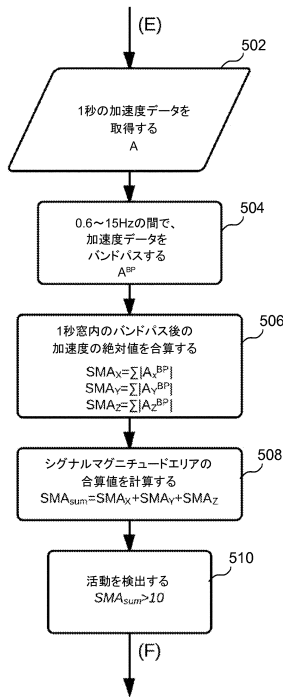 (E)
502
1秒の加速度データを
取得する
A
504
0.6～15Hzの間で、
加速度データを
バンドパスする
A^BP
506
1秒窓内のバンドパス後の
加速度の絶対値を合算する
SMA_X=∑|A_x^BP|
SMA_Y=∑|A_Y^BP|
SMA_Z=∑|A_Z^BP|
508
シグナルマグニチュードエリアの
合算値を計算する
SMA_sum=SMA_X+SMA_Y+SMA_Z
510
活動を検出する
SMA_sum>10
(F)